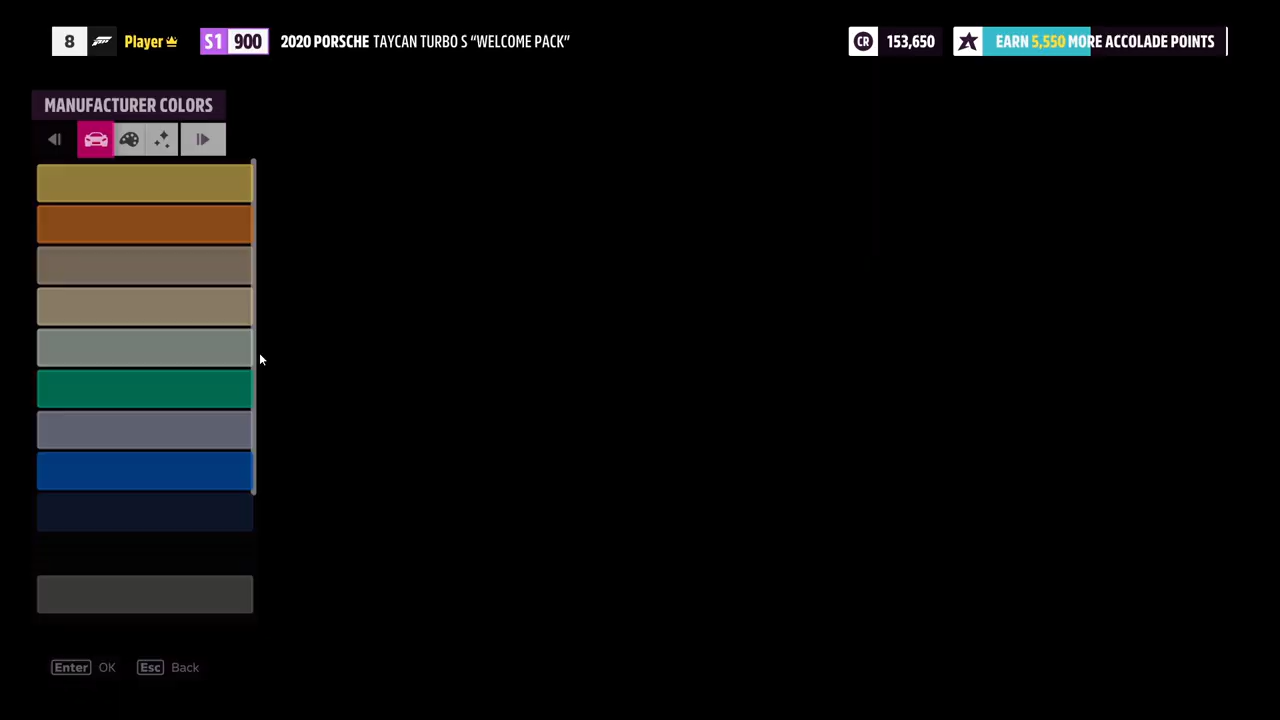 8 Player S1 900 2020 PORSCHE TAYCAN TURBO S “WELCOME PACK” CR 153,650 EARN 5,550 MORE ACCOLADE POINTS
MANUFACTURER COLORS
Enter OK Esc Back